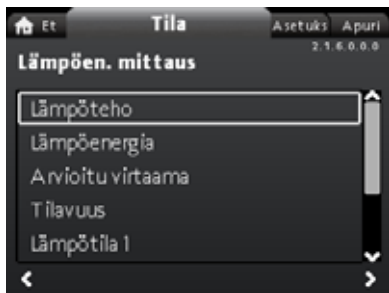 Et Tila Asetuks Apuri
2.1.6.0.0.0
Lämpöen. mittaus
Lämpöteho
Lämpöenergia
Arvioitu virtaama
Tilavuus
Lämpötila 1